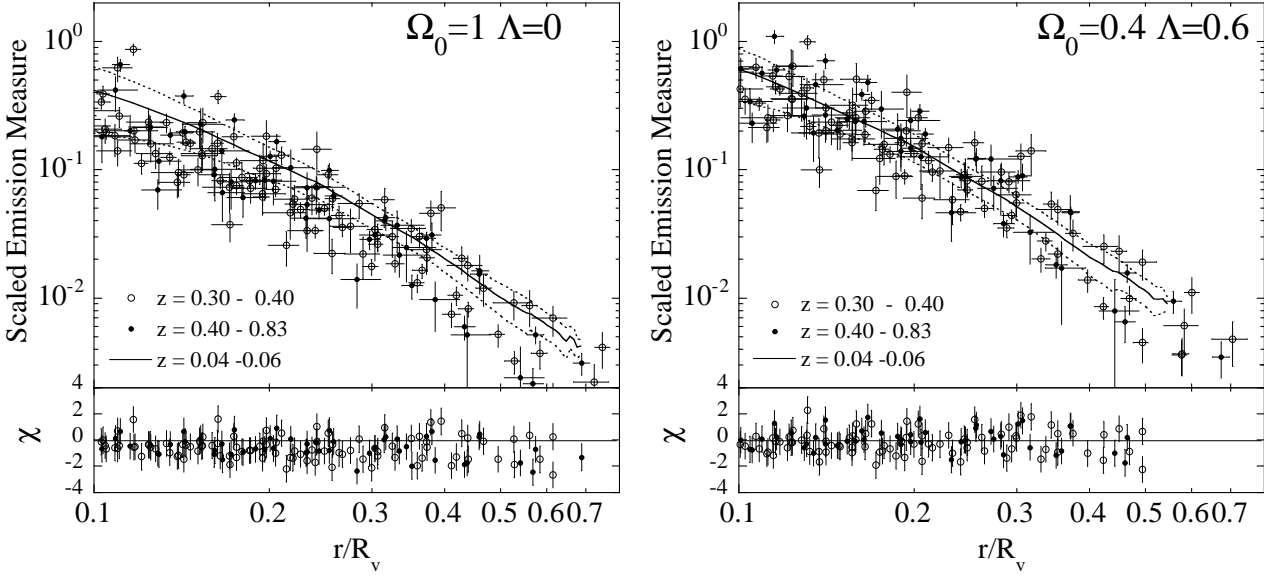 Ω₀=1 Λ=0
Scaled Emission Measure
10⁰
10⁻¹
10⁻²
4
z = 0.30 - 0.40
z = 0.40 - 0.83
z = 0.04 -0.06
χ
2
0
-2
-4
0.1 0.2 0.3 0.4 0.5 0.6 0.7
r/Rᵥ
Ω₀=0.4 Λ=0.6
Scaled Emission Measure
10⁰
10⁻¹
10⁻²
4
z = 0.30 - 0.40
z = 0.40 - 0.83
z = 0.04 -0.06
χ
2
0
-2
-4
0.1 0.2 0.3 0.4 0.5 0.6 0.7
r/Rᵥ